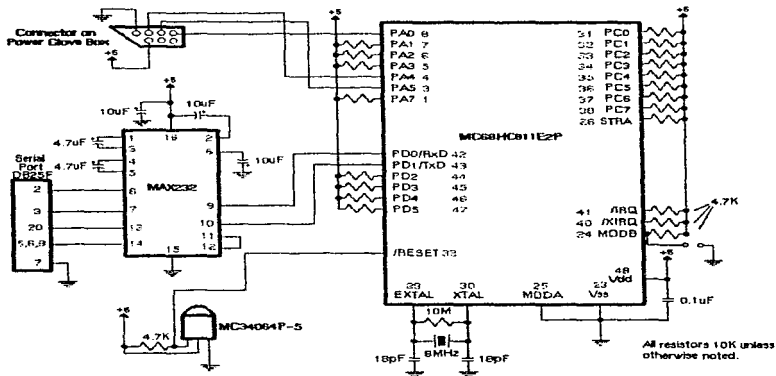 Connector on
Power Glove Box
+5
+5
+5
PA0 8
PA1 7
PA2 6
PA3 5
PA4 4
PA5 3
PA7 1
31 PC0
32 PC1
33 PC2
34 PC3
35 PC4
36 PC5
37 PC6
38 PC7
26 STRA
MC68HC811E2P
PD0/RxD 42
PD1/TxD 43
PD2 44
PD3 45
PD4 46
PD5 47
/RESET 39
41 /IRQ
40 /XIRQ
24 MODB
4.7K
+5
48
Vdd
0.1uF
29
EXTAL
30
XTAL
25
MODA
23
Vss
10M
8MHz
18pF
18pF
+5
10uF
10uF
10uF
4.7uF
4.7uF
MAX232
1
3
4
5
8
7
13
14
16
2
6
9
10
11
12
15
Serial
Port
DB25F
2
3
20
5,6,8
7
+5
4.7K
MC34064P-5
All resistors 10K unless
otherwise noted.